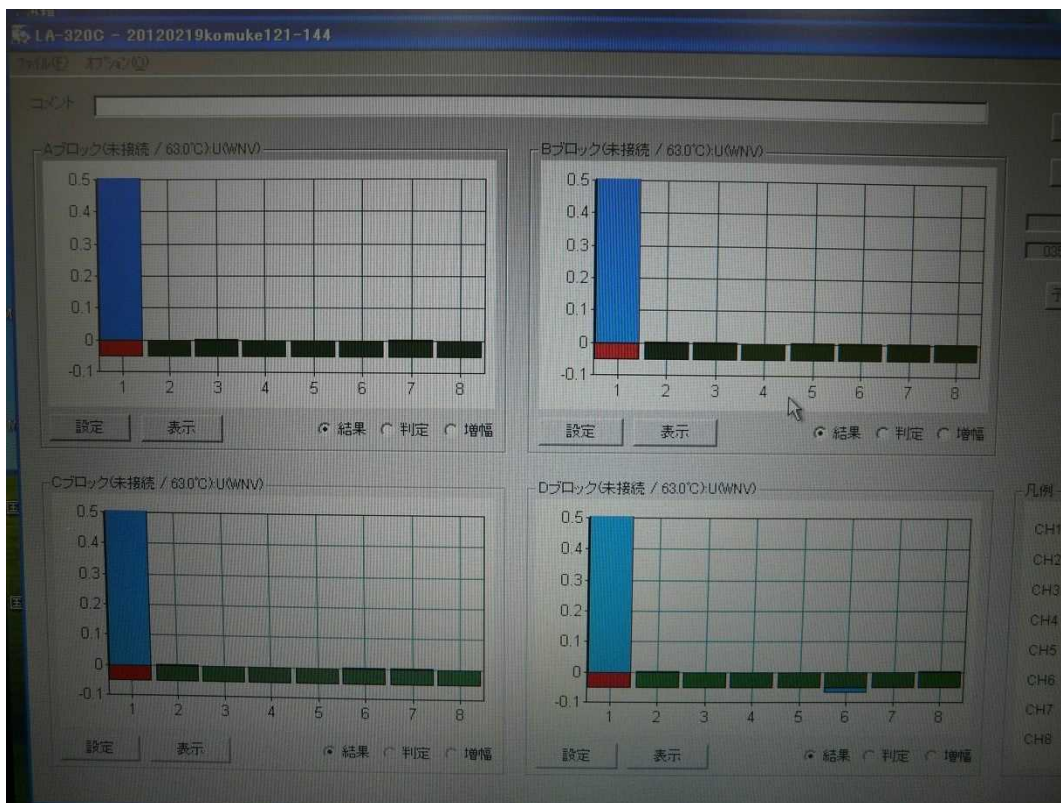 LA-320C - 20120219komuke121-144
ファイル(F) オプション(O)
コメント
Aブロック(未接続 / 63.0℃):U(WNV)
0.5
0.4
0.3
0.2
0.1
0
-0.1
1 2 3 4 5 6 7 8
設定 表示 結果 判定 増幅
Bブロック(未接続 / 63.0℃):U(WNV)
0.5
0.4
0.3
0.2
0.1
0
-0.1
1 2 3 4 5 6 7 8
設定 表示 結果 判定 増幅
Cブロック(未接続 / 63.0℃):U(WNV)
0.5
0.4
0.3
0.2
0.1
0
-0.1
1 2 3 4 5 6 7 8
設定 表示 結果 判定 増幅
Dブロック(未接続 / 63.0℃):U(WNV)
0.5
0.4
0.3
0.2
0.1
0
-0.1
1 2 3 4 5 6 7 8
設定 表示 結果 判定 増幅
凡例
CH1
CH2
CH3
CH4
CH5
CH6
CH7
CH8